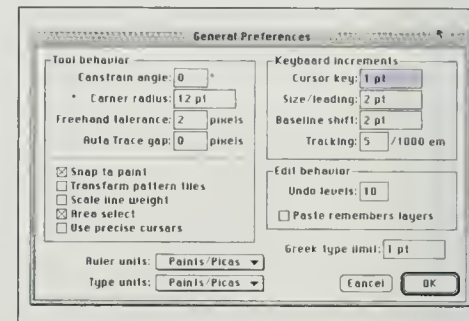 General Preferences
Tool behavior
Constrain angle: 0 °
° Corner radius: 12 pt
Freehand tolerance: 2 pixels
Auto Trace gap: 0 pixels
Snap to point
Transform pattern tiles
Scale line weight
Area select
Use precise cursors
Ruler units: Points/Picas
Type units: Points/Picas
Keyboard increments
Cursor key: 1 pt
Size/leading: 2 pt
Baseline shift: 2 pt
Tracking: 5 /1000 em
Edit behavior
Undo levels: 10
Paste remembers layers
Greek type limit: 1 pt
Cancel
OK